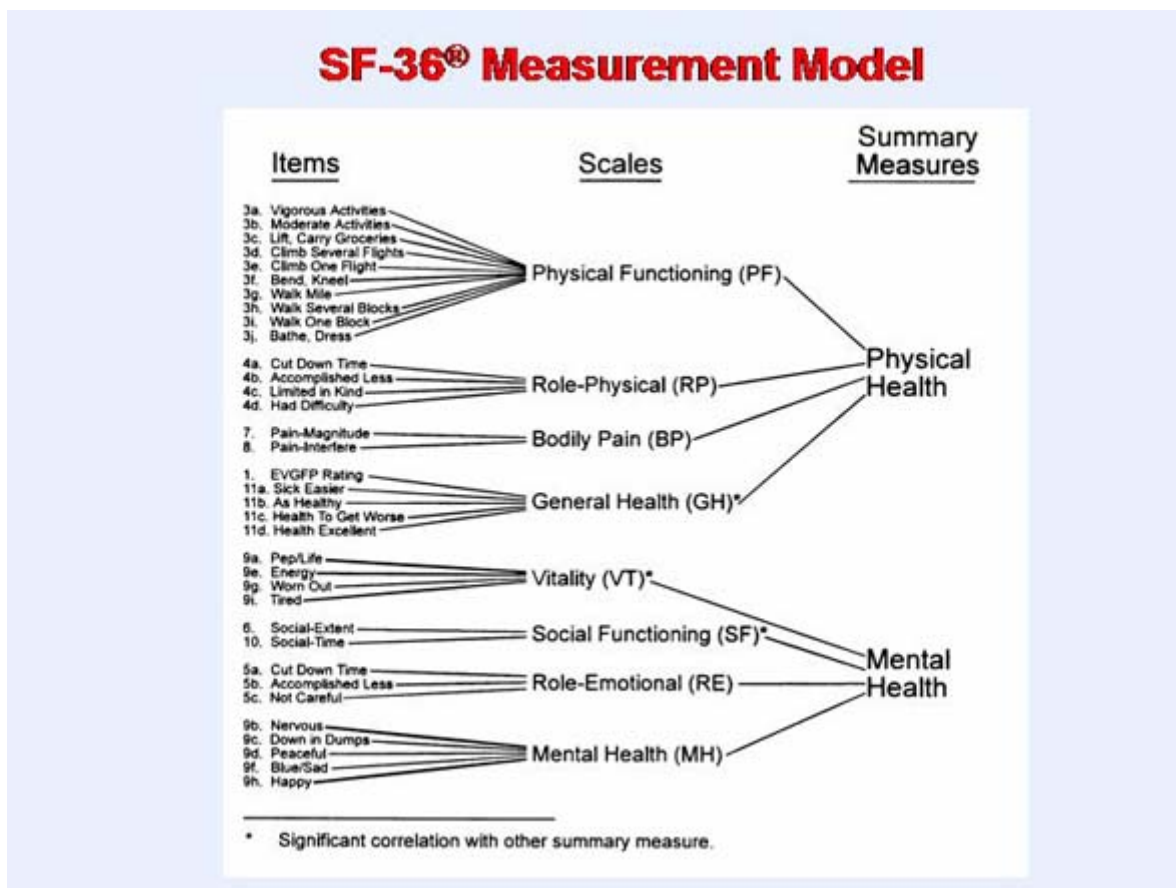 SF-36® Measurement Model
Items
Scales
Summary
Measures
3a. Vigorous Activities
3b. Moderate Activities
3c. Lift, Carry Groceries
3d. Climb Several Flights
3e. Climb One Flight
3f. Bend, Kneel
3g. Walk Mile
3h. Walk Several Blocks
3i. Walk One Block
3j. Bathe, Dress
Physical Functioning (PF)
4a. Cut Down Time
4b. Accomplished Less
4c. Limited in Kind
4d. Had Difficulty
Role-Physical (RP)
7. Pain-Magnitude
8. Pain-Interfere
Bodily Pain (BP)
1. EVGFP Rating
11a. Sick Easier
11b. As Healthy
11c. Health To Get Worse
11d. Health Excellent
General Health (GH)*
Physical
Health
9a. Pep/Life
9e. Energy
9g. Worn Out
9i. Tired
Vitality (VT)*
6. Social-Extent
10. Social-Time
Social Functioning (SF)*
5a. Cut Down Time
5b. Accomplished Less
5c. Not Careful
Role-Emotional (RE)
9b. Nervous
9c. Down in Dumps
9d. Peaceful
9f. Blue/Sad
9h. Happy
Mental Health (MH)
Mental
Health
* Significant correlation with other summary measure.